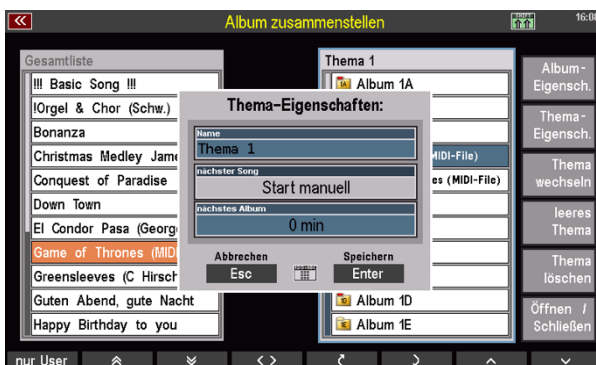 Album zusammenstellen
16:08
Gesamtliste
!!! Basic Song !!!
!Orgel & Chor (Schw.)
Bonanza
Christmas Medley Jame
Conquest of Paradise
Down Town
El Condor Pasa (Georg
Game of Thrones (MID
Greensleeves (C Hirsch
Guten Abend, gute Nacht
Happy Birthday to you
Thema 1
1A Album 1A
MIDI-File)
es (MIDI-File)
1D Album 1D
1E Album 1E
Thema-Eigenschaften:
Name
Thema 1
nächster Song
Start manuell
nächstes Album
0 min
Abbrechen
Esc
Speichern
Enter
Album-
Eigensch.
Thema-
Eigensch.
Thema
wechseln
leeres
Thema
Thema
löschen
Öffnen /
Schließen
nur User